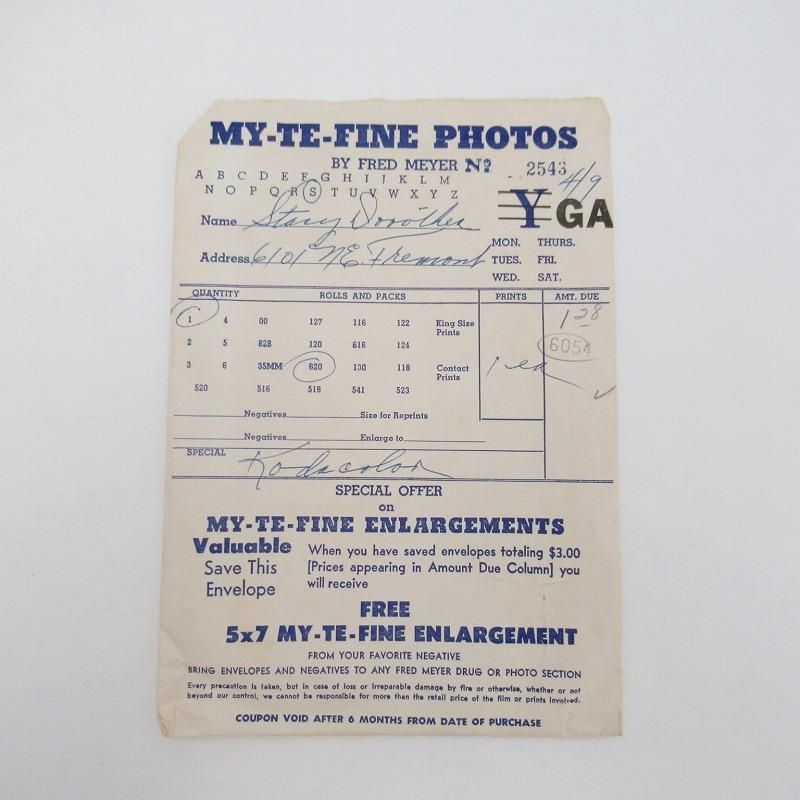 MY-TE-FINE PHOTOS
BY FRED MEYER Nº 2543
4/9
A B C D E F G H I J K L M
N O P Q R S T U V W X Y Z
Y GA
Name Stacy Dorothea
Address 6101 NE. Fremont
MON. THURS.
TUES. FRI.
WED. SAT.
QUANTITY ROLLS AND PACKS PRINTS AMT. DUE
1 4 00 127 116 122 King Size Prints 1 28
2 5 828 120 616 124 6054
3 6 35MM 620 130 118 Contact Prints 1 ea
520 516 518 541 523
Negatives Size for Reprints
Negatives Enlarge to
SPECIAL Kodacolor
SPECIAL OFFER
on
MY-TE-FINE ENLARGEMENTS
Valuable
Save This
Envelope
When you have saved envelopes totaling $3.00
[Prices appearing in Amount Due Column] you
will receive
FREE
5x7 MY-TE-FINE ENLARGEMENT
FROM YOUR FAVORITE NEGATIVE
BRING ENVELOPES AND NEGATIVES TO ANY FRED MEYER DRUG OR PHOTO SECTION
Every precaution is taken, but in case of loss or irreparable damage by fire or otherwise, whether or not
beyond our control, we cannot be responsible for more than the retail price of the film or prints involved.
COUPON VOID AFTER 6 MONTHS FROM DATE OF PURCHASE